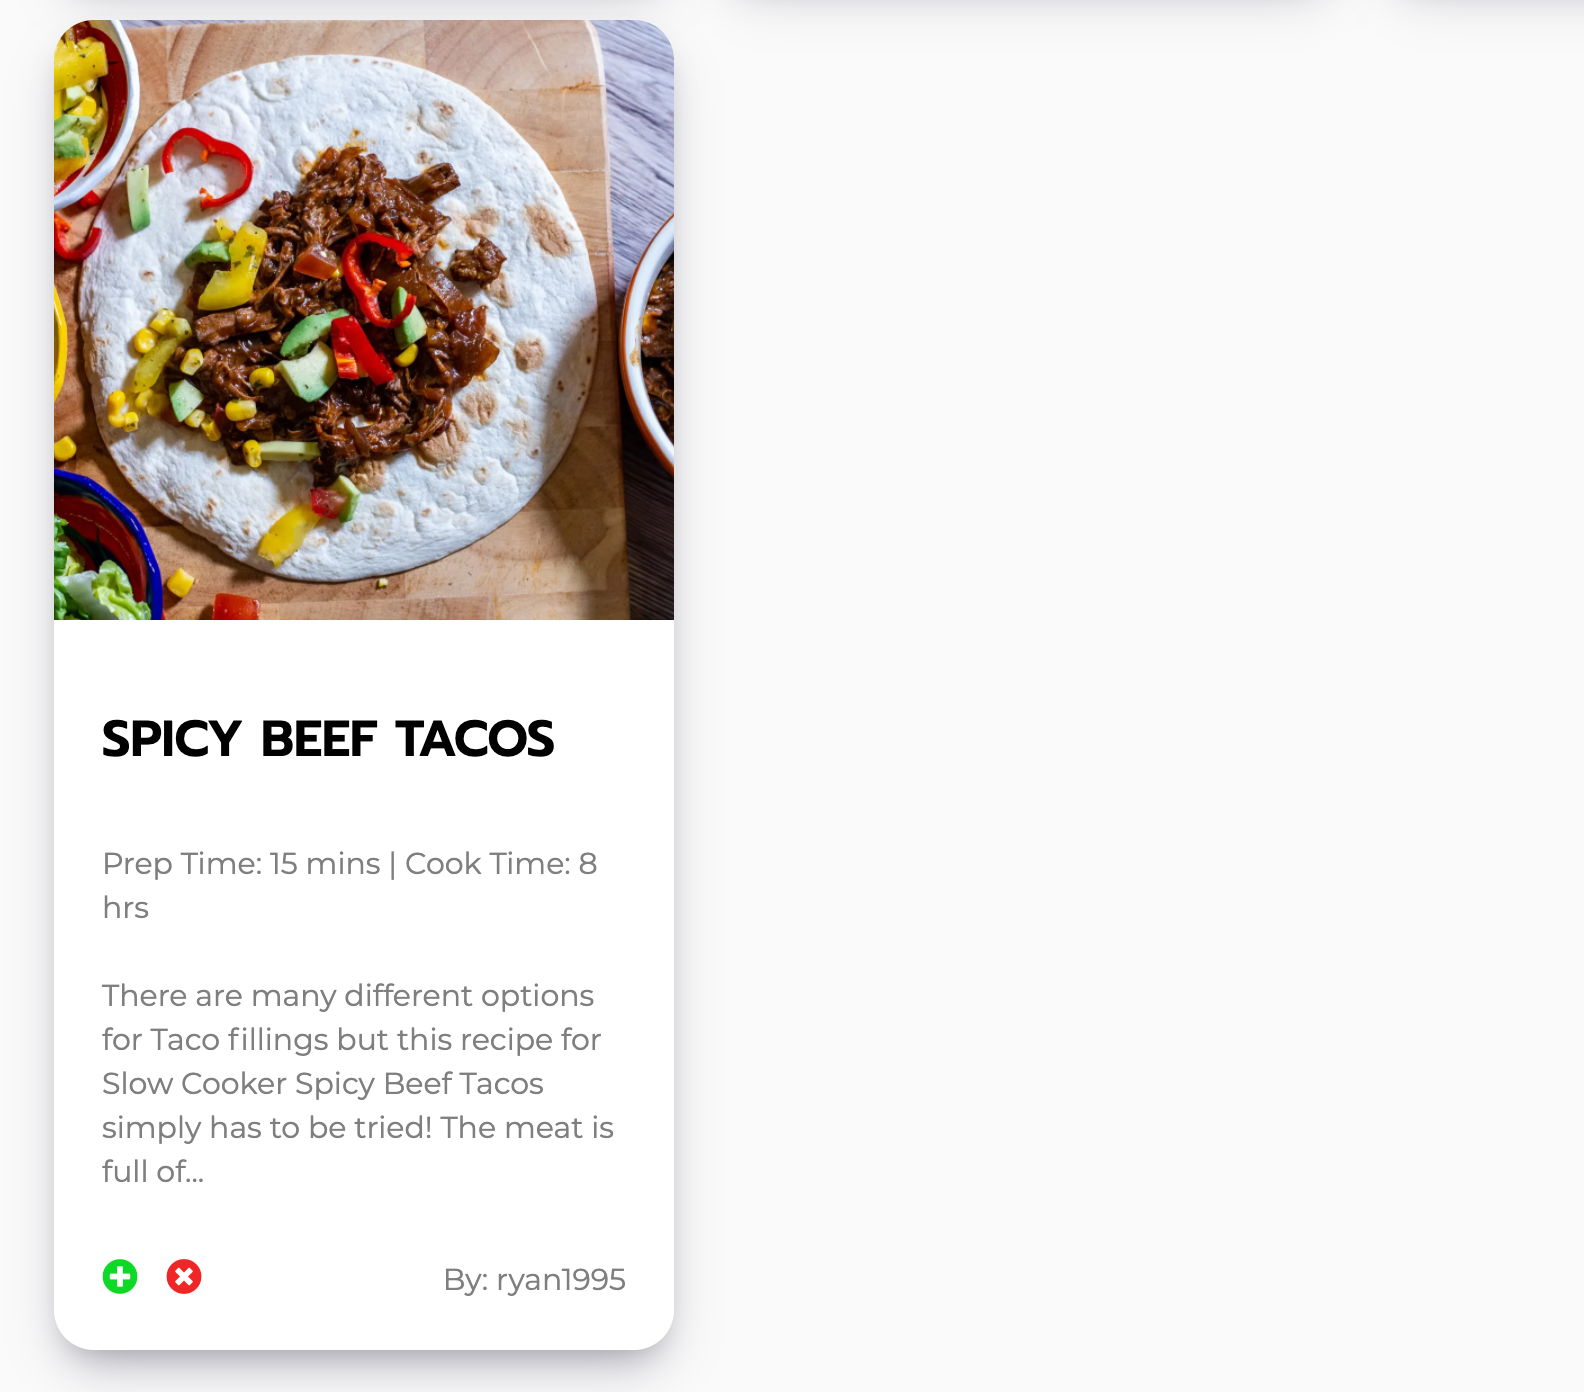 SPICY BEEF TACOS
Prep Time: 15 mins | Cook Time: 8
hrs
There are many different options
for Taco fillings but this recipe for
Slow Cooker Spicy Beef Tacos
simply has to be tried! The meat is
full of...
By: ryan1995